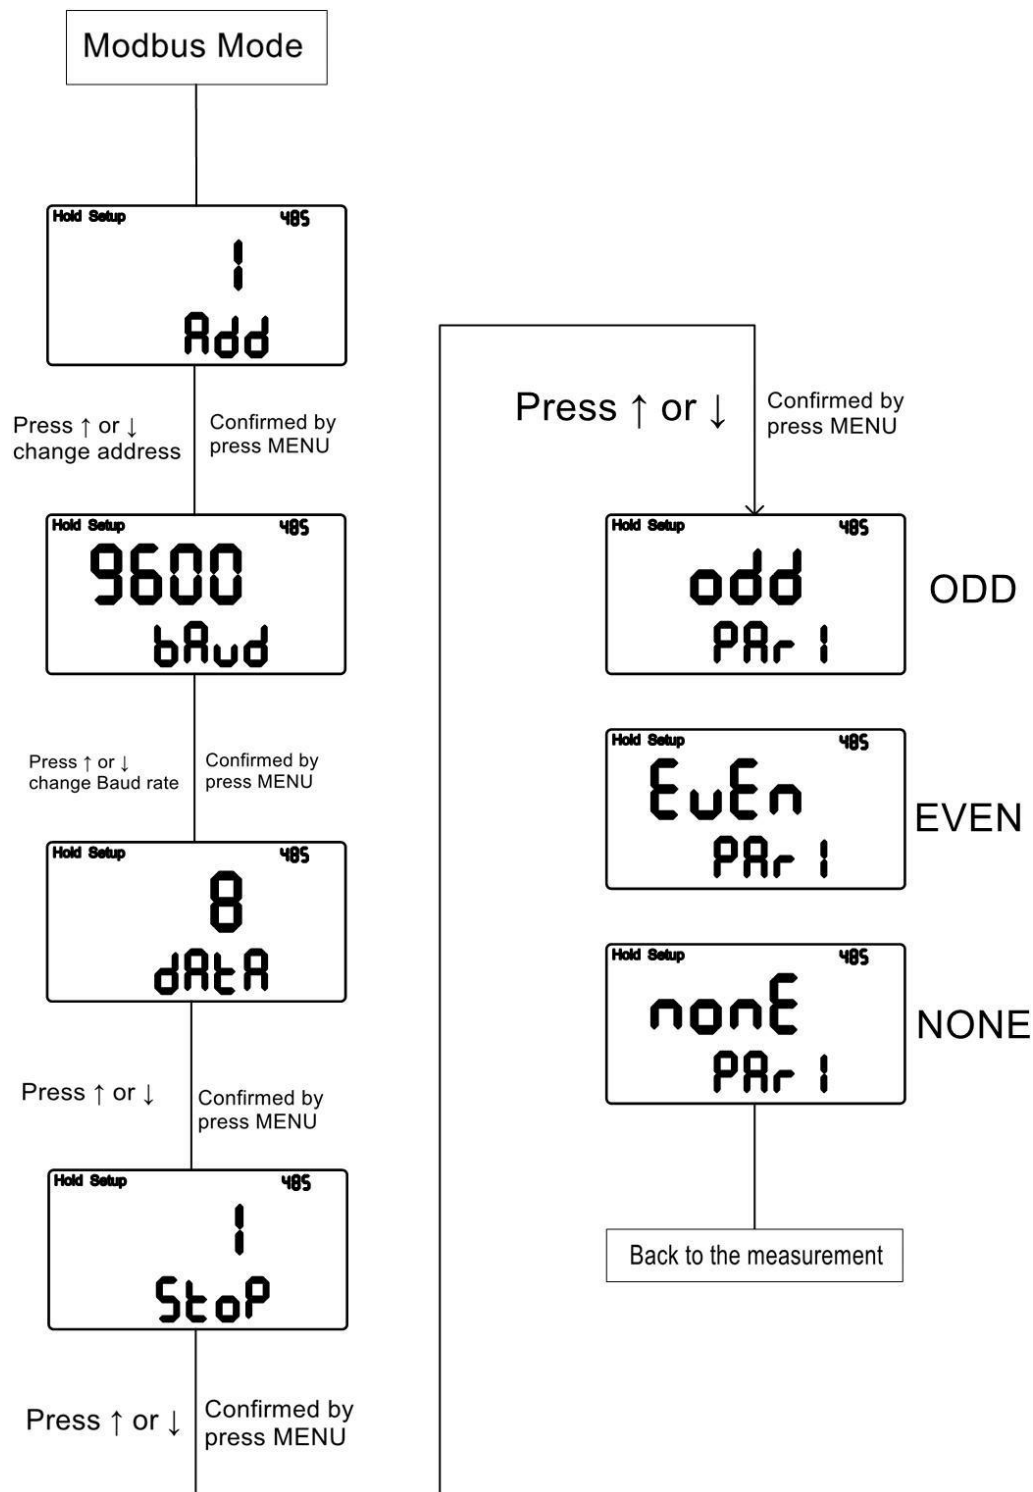 Modbus Mode
Hold Setup 485
1
Add
Press ↑ or ↓
change address
Confirmed by
press MENU
Hold Setup 485
9600
bAud
Press ↑ or ↓
change Baud rate
Confirmed by
press MENU
Hold Setup 485
8
dAtA
Press ↑ or ↓
Confirmed by
press MENU
Hold Setup 485
1
StoP
Press ↑ or ↓
Confirmed by
press MENU
Press ↑ or ↓
Confirmed by
press MENU
Hold Setup 485
odd
PAr I
ODD
Hold Setup 485
EvEn
PAr I
EVEN
Hold Setup 485
nonE
PAr I
NONE
Back to the measurement